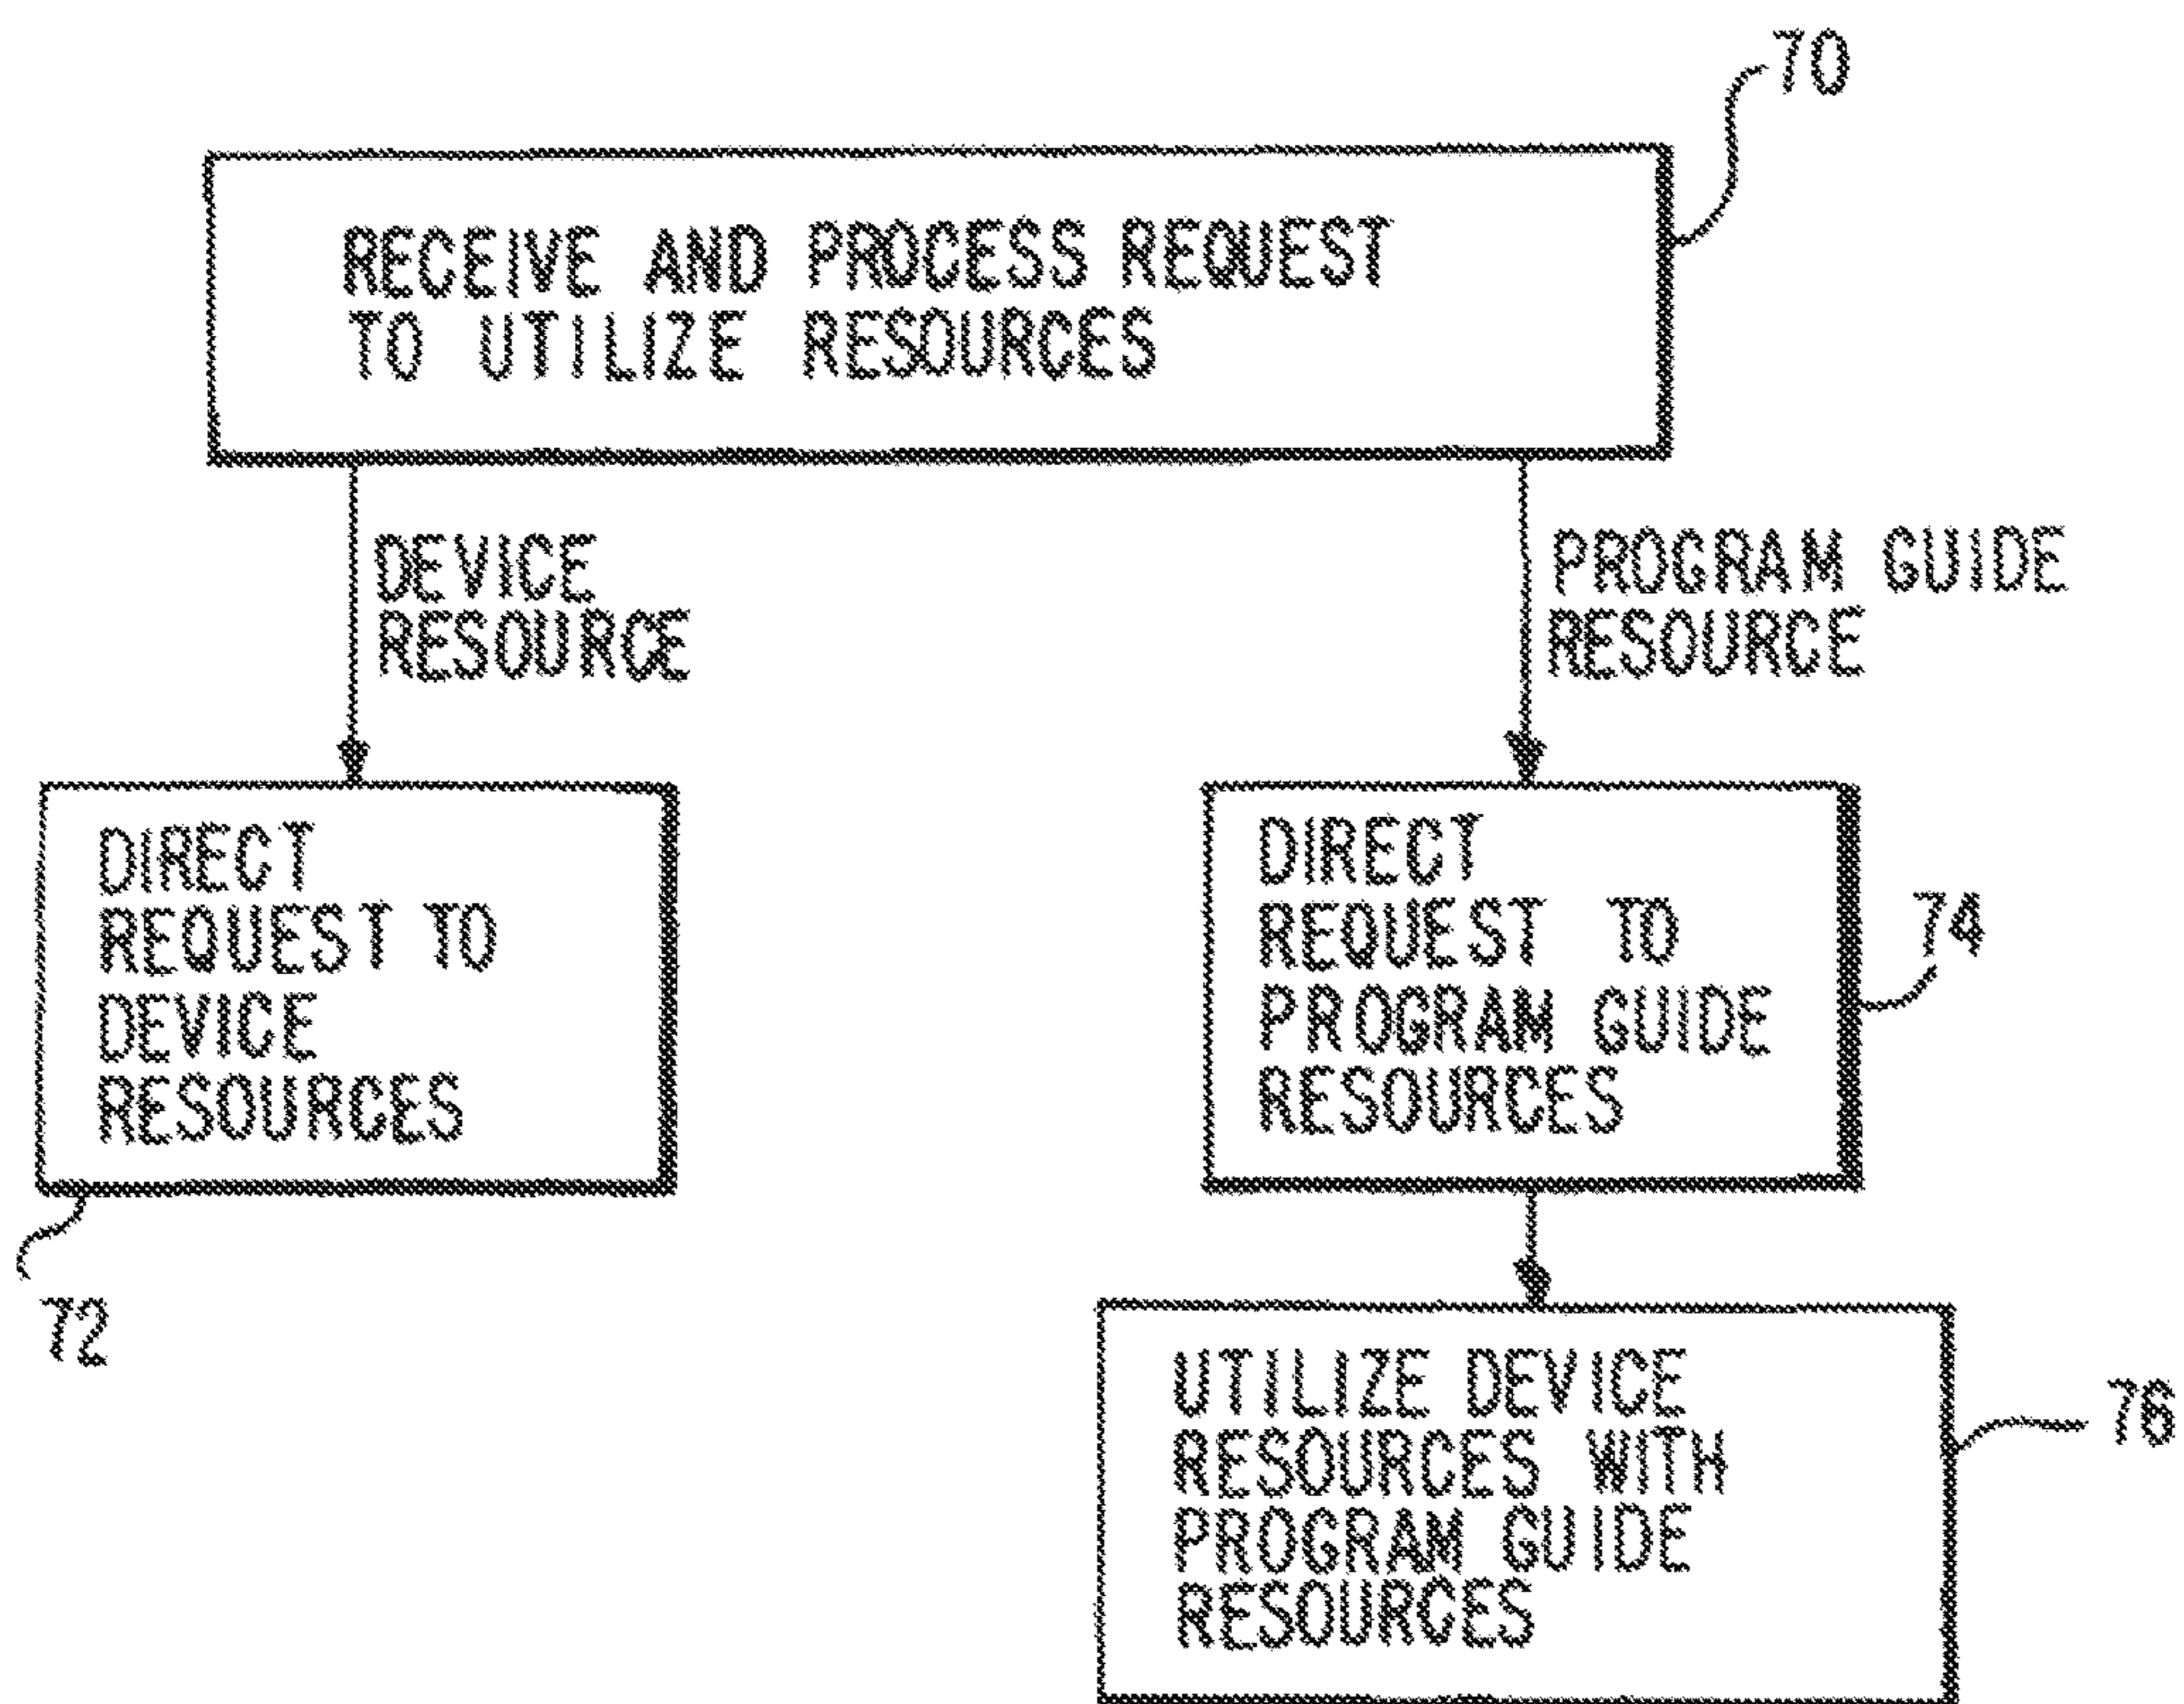 70
RECEIVE AND PROCESS REQUEST
TO UTILIZE RESOURCES
DEVICE
RESOURCE
PROGRAM GUIDE
RESOURCE
DIRECT
REQUEST TO
DEVICE
RESOURCES
72
DIRECT
REQUEST TO
PROGRAM GUIDE
RESOURCES
74
UTILIZE DEVICE
RESOURCES WITH
PROGRAM GUIDE
RESOURCES
76